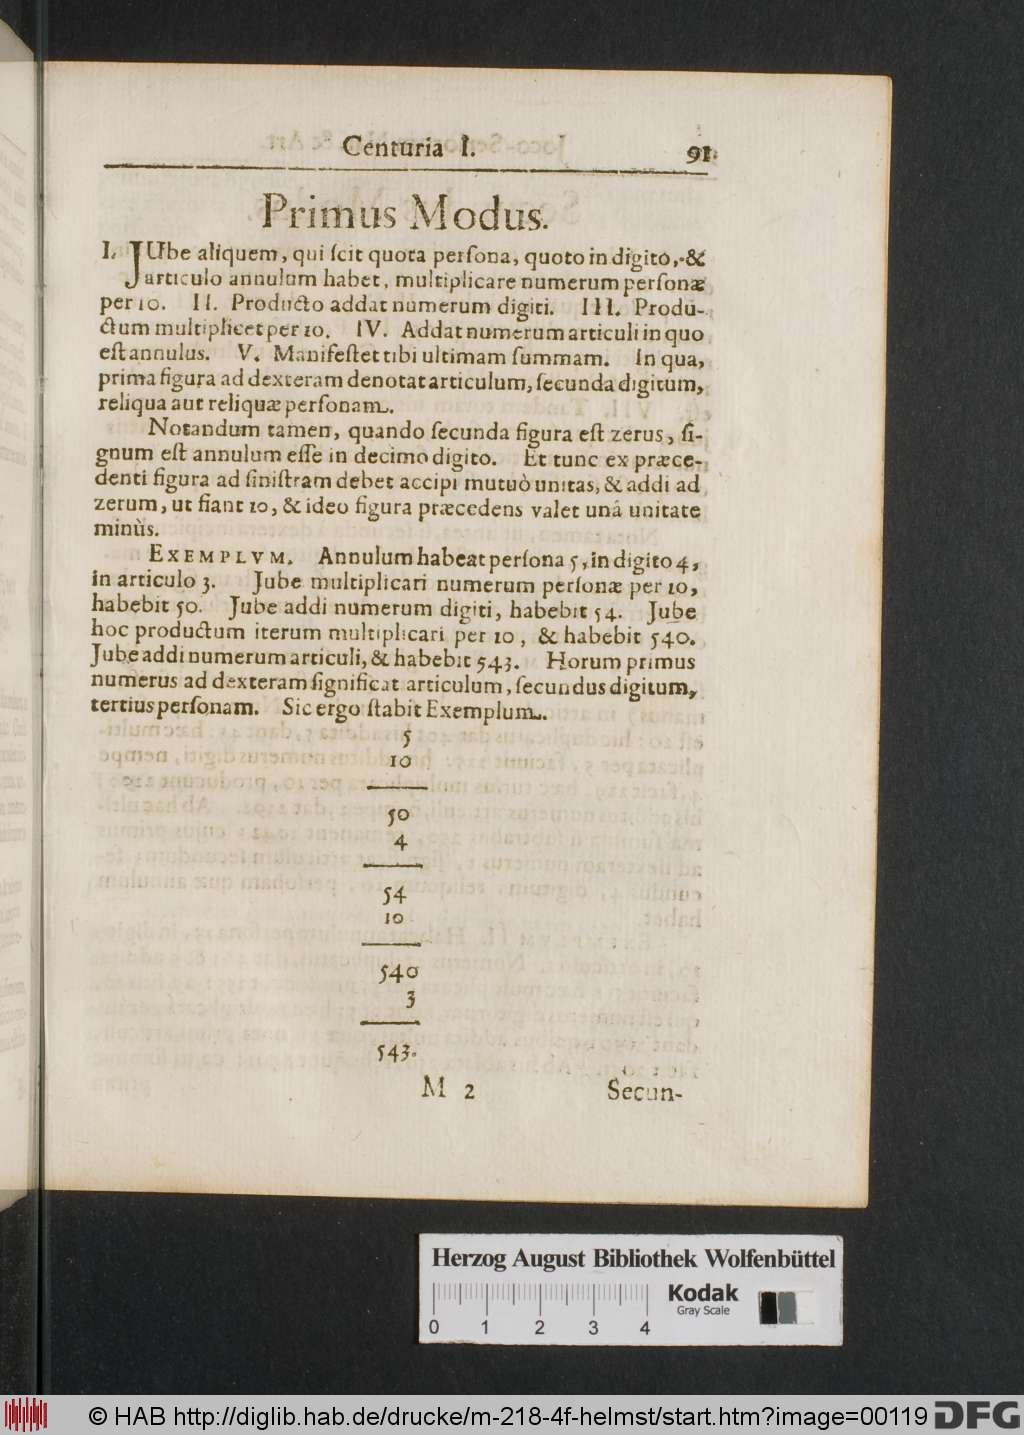 Centuria I. 91.
Primus Modus.
I. JUbe aliquem, qui ſcit quota perſona, quoto in digito, &
articulo annulum habet, multiplicare numerum perſonæ
per 10. II. Producto addat numerum digiti. III. Produ-
ctum multiplicet per 10. IV. Addat numerum articuli in quo
eſt annulus. V. Manifeſtet tibi ultimam ſummam. In qua,
prima figura ad dexteram denotat articulum, ſecunda digitum,
reliqua aut reliquæ perſonam.
Notandum tamen, quando ſecunda figura eſt zerus, ſi-
gnum eſt annulum eſſe in decimo digito. Et tunc ex præce-
denti figura ad ſiniſtram debet accipi mutuò unitas, & addi ad
zerum, ut fiant 10, & ideo figura præcedens valet unâ unitate
minùs.
EXEMPLVM. Annulum habeat perſona 5, in digito 4,
in articulo 3. Jube multiplicari numerum perſonæ per 10,
habebit 50. Jube addi numerum digiti, habebit 54. Jube
hoc productum iterum multiplicari per 10, & habebit 540.
Jube addi numerum articuli, & habebit 543. Horum primus
numerus ad dexteram ſignificat articulum, ſecundus digitum,
tertius perſonam. Sic ergo ſtabit Exemplum.
5
10
50
4
54
10
540
3
543.
M 2 Secun-
Herzog August Bibliothek Wolfenbüttel
Kodak
Gray Scale
0 1 2 3 4
© HAB http://diglib.hab.de/drucke/m-218-4f-helmst/start.htm?image=00119 DFG